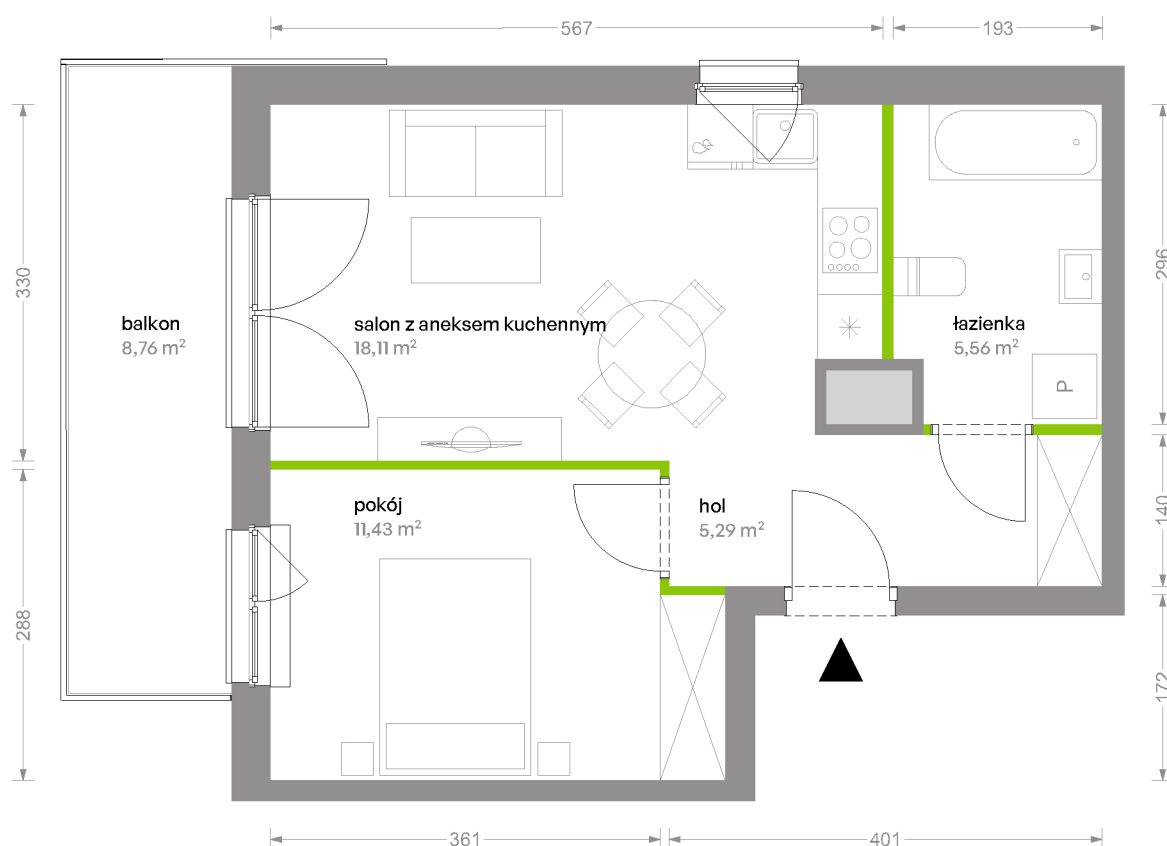 567
193
330
296
balkon
8,76 m²
salon z aneksem kuchennym
18,11 m²
łazienka
5,56 m²
P
pokój
11,43 m²
hol
5,29 m²
140
288
172
361
401